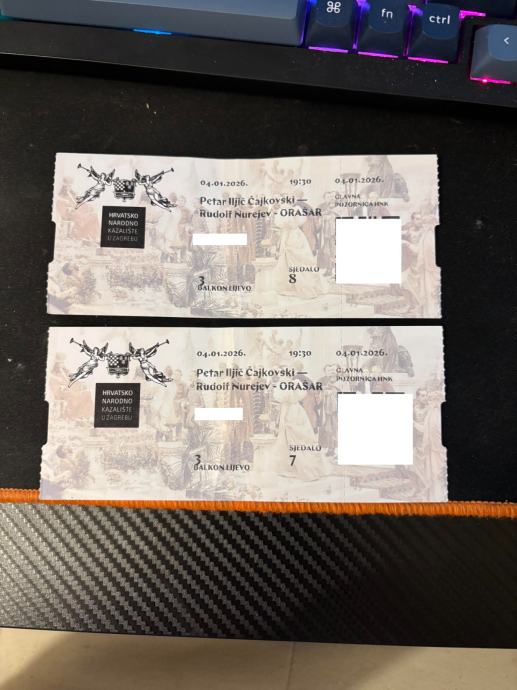 ⌘
fn
ctrl
<
HRVATSKO
NARODNO
KAZALIŠTE
U ZAGREBU
04.01.2026. 19:30
Petar Iljič Čajkovski —
Rudolf Nurejev - ORAŠAR
3
BALKON LIJEVO
SJEDALO
8
04.01.2026.
GLAVNA
POZORNICA HNK
HRVATSKO
NARODNO
KAZALIŠTE
U ZAGREBU
04.01.2026. 19:30
Petar Iljič Čajkovski —
Rudolf Nurejev - ORAŠAR
3
BALKON LIJEVO
SJEDALO
7
04.01.2026.
GLAVNA
POZORNICA HNK